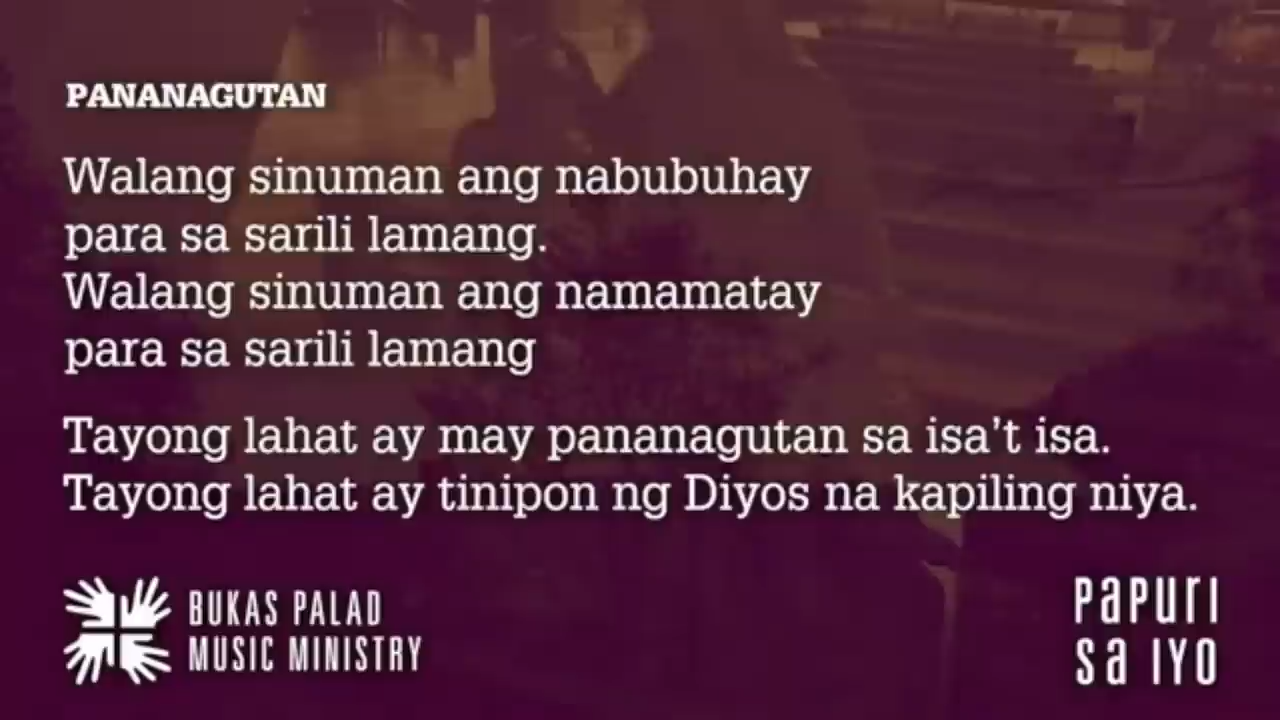 PANANAGUTAN
Walang sinuman ang nabubuhay
para sa sarili lamang.
Walang sinuman ang namamatay
para sa sarili lamang
Tayong lahat ay may pananagutan sa isa’t isa.
Tayong lahat ay tinipon ng Diyos na kapiling niya.
BUKAS PALAD
MUSIC MINISTRY
PaPURI
Sa IYO